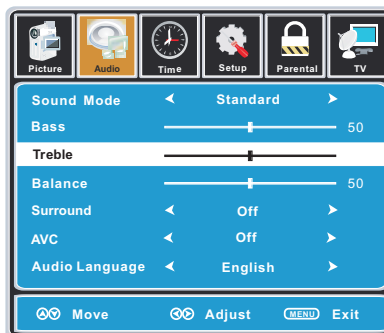 Picture Audio Time Setup Parental TV
Sound Mode Standard
Bass 50
Treble
Balance 50
Surround Off
AVC Off
Audio Language English
Move Adjust MENU Exit